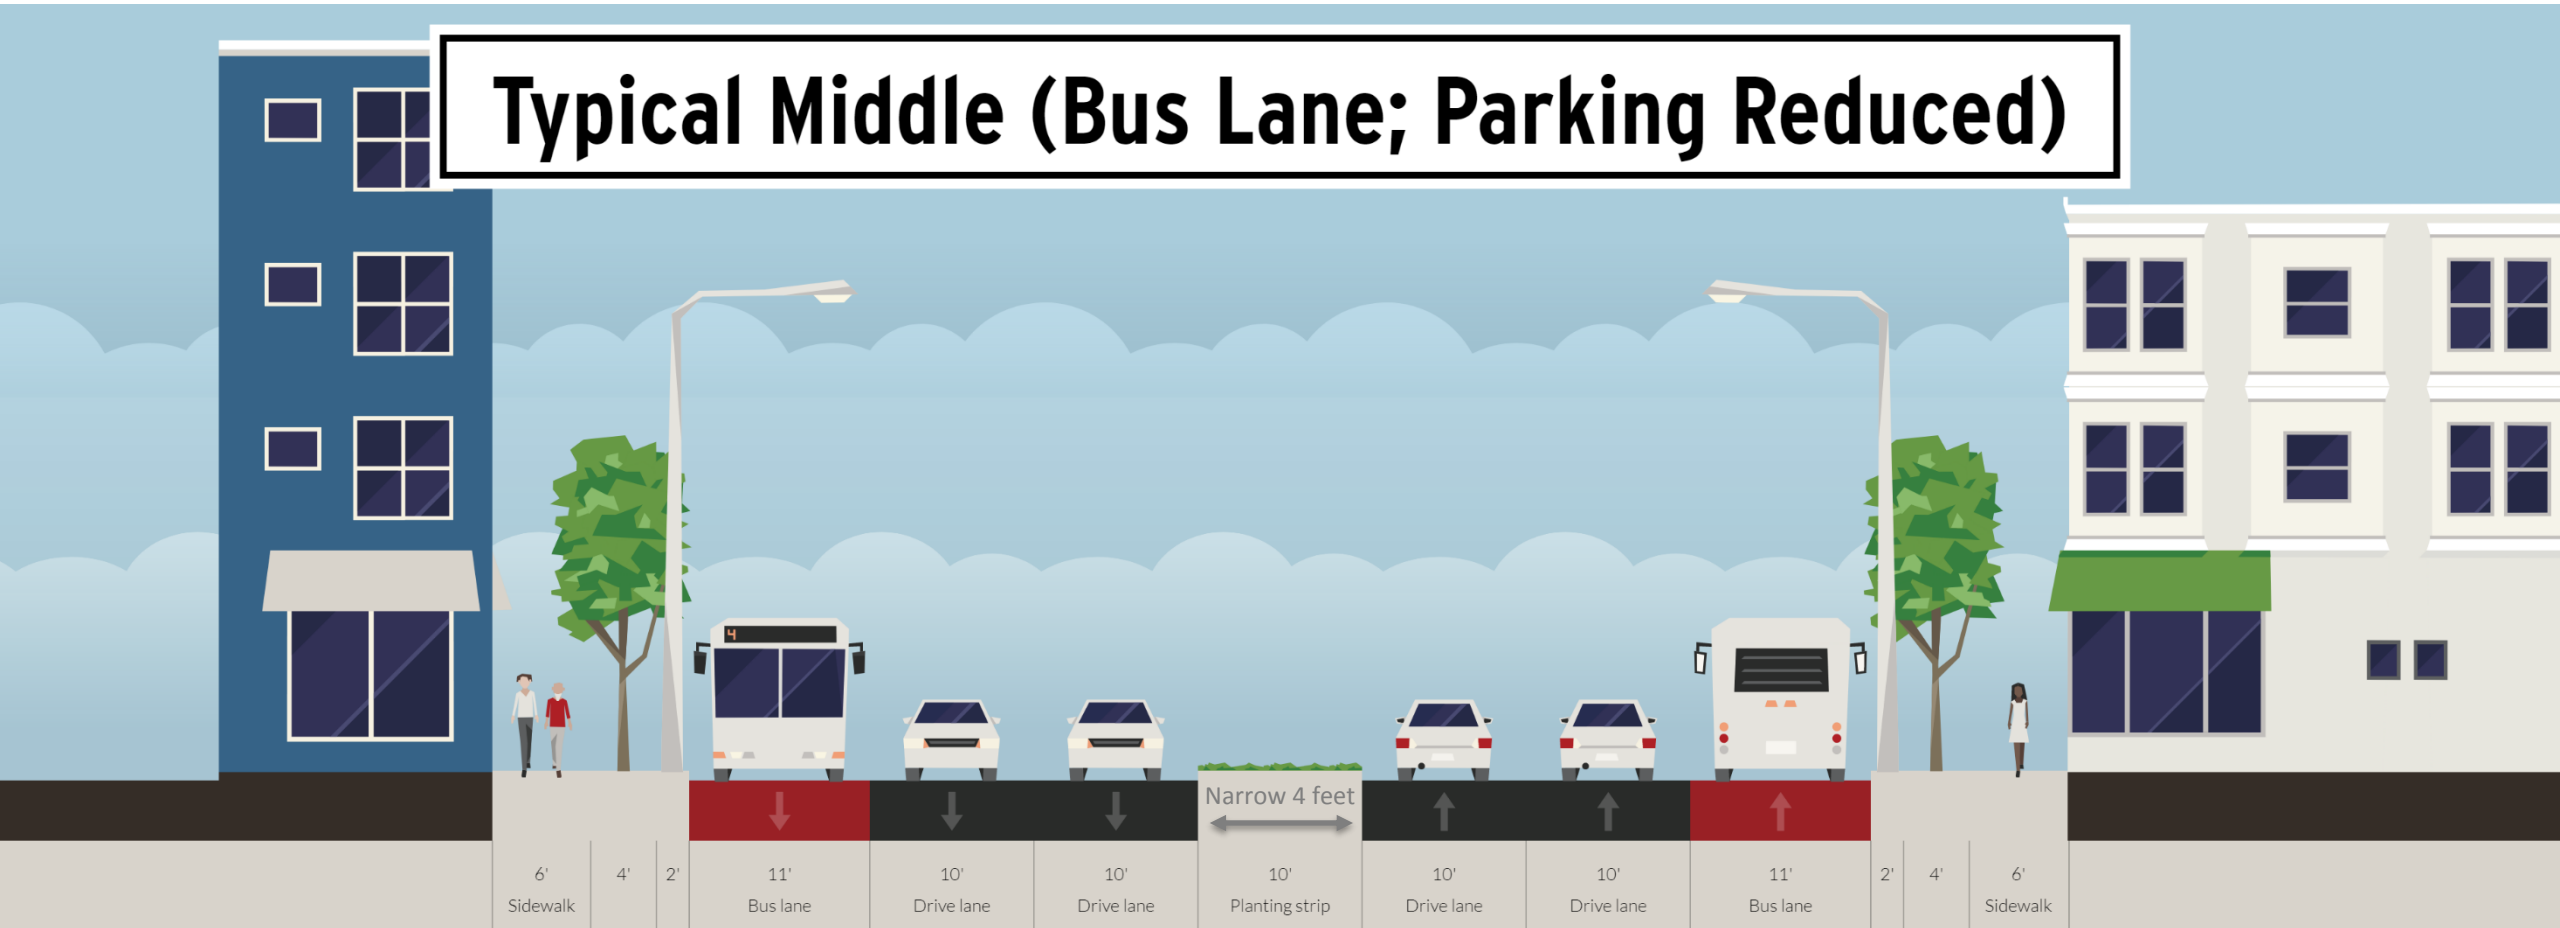 Typical Middle (Bus Lane; Parking Reduced)
4
Narrow 4 feet
6' 4' 2' 11' 10' 10' 10' 10' 10' 11' 2' 4' 6'
Sidewalk Bus lane Drive lane Drive lane Planting strip Drive lane Drive lane Bus lane Sidewalk